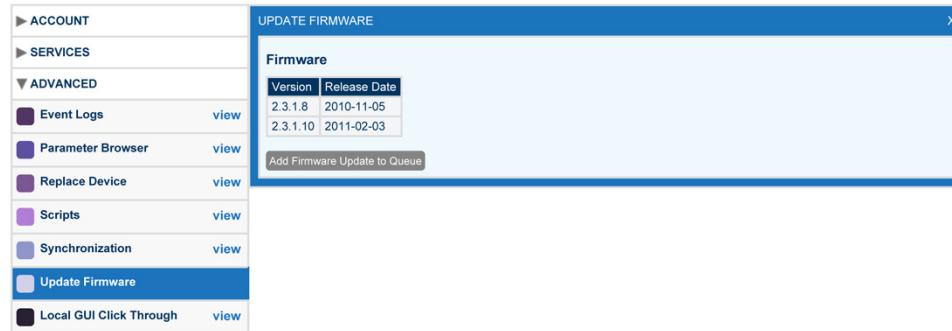 ACCOUNT
SERVICES
ADVANCED
Event Logs view
Parameter Browser view
Replace Device view
Scripts view
Synchronization view
Update Firmware
Local GUI Click Through view
UPDATE FIRMWARE X
Firmware
Version Release Date
2.3.1.8 2010-11-05
2.3.1.10 2011-02-03
Add Firmware Update to Queue